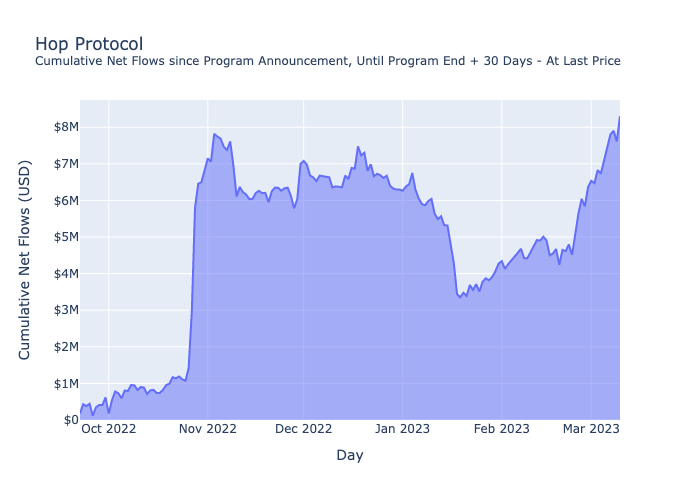 Hop Protocol
Cumulative Net Flows since Program Announcement, Until Program End + 30 Days - At Last Price
$8M
$7M
$6M
$5M
$4M
$3M
$2M
$1M
$0
Cumulative Net Flows (USD)
Oct 2022
Nov 2022
Dec 2022
Jan 2023
Feb 2023
Mar 2023
Day